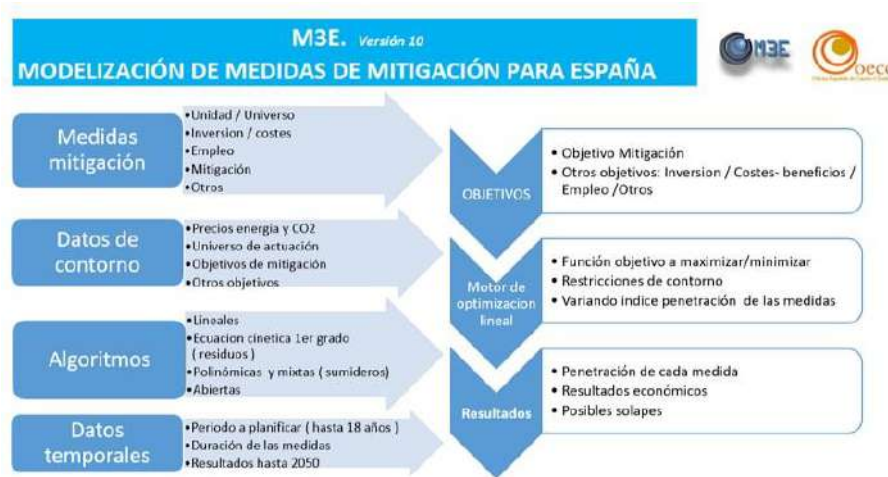 M3E. Versión 10
MODELIZACIÓN DE MEDIDAS DE MITIGACIÓN PARA ESPAÑA
M3E
oecc
Medidas
mitigación
•Unidad / Universo
•Inversion / costes
•Empleo
•Mitigación
•Otros
Datos de
contorno
•Precios energía y CO2
•Universo de actuación
•Objetivos de mitigación
•Otros objetivos
Algoritmos
•Lineales
•Ecuacion cinetica 1er grado
( residuos )
•Polinómicas y mixtas ( sumideros)
•Abiertas
Datos
temporales
•Periodo a planificar ( hasta 18 años )
•Duración de las medidas
•Resultados hasta 2050
OBJETIVOS
• Objetivo Mitigación
• Otros objetivos: Inversion / Costes- beneficios /
Empleo /Otros
Motor de
optimizacion
lineal
• Función objetivo a maximizar/minimizar
• Restricciones de contorno
• Variando índice penetración de las medidas
Resultados
• Penetración de cada medida
• Resultados económicos
• Posibles solapes